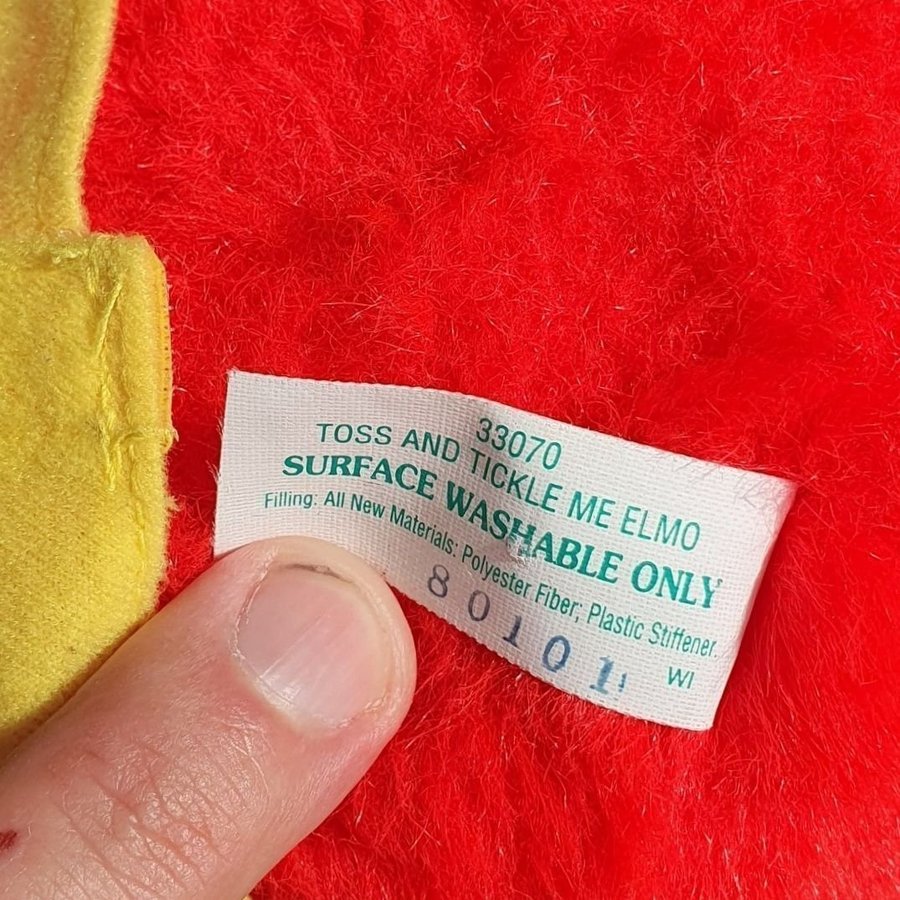 33070
TOSS AND TICKLE ME ELMO
SURFACE WASHABLE ONLY
Filling: All New Materials: Polyester Fiber; Plastic Stiffener.
WI
80101